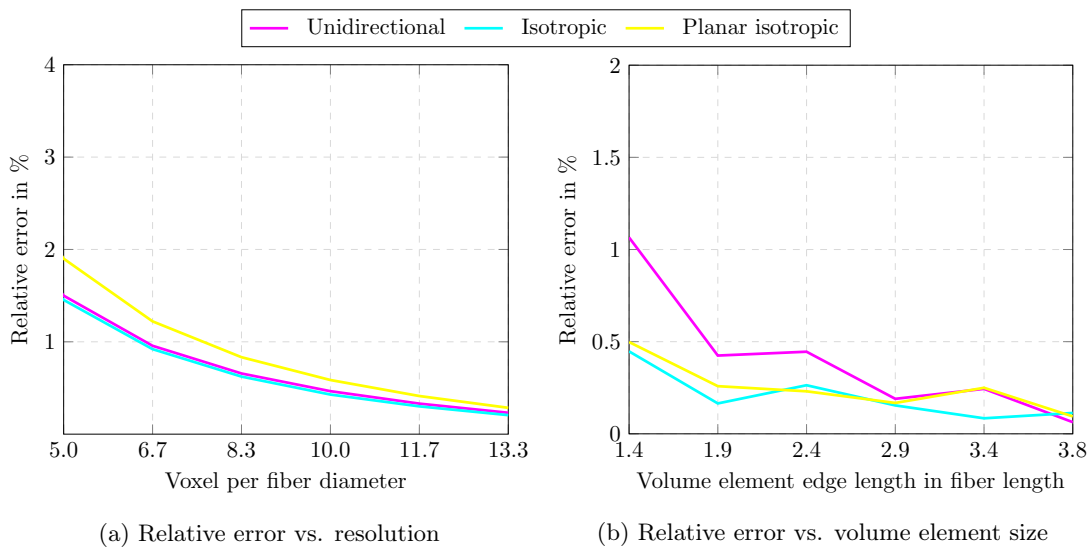 Unidirectional Isotropic Planar isotropic
4
3
2
1
Relative error in %
5.0 6.7 8.3 10.0 11.7 13.3
Voxel per fiber diameter
(a) Relative error vs. resolution
2
1.5
1
0.5
0
Relative error in %
1.4 1.9 2.4 2.9 3.4 3.8
Volume element edge length in fiber length
(b) Relative error vs. volume element size